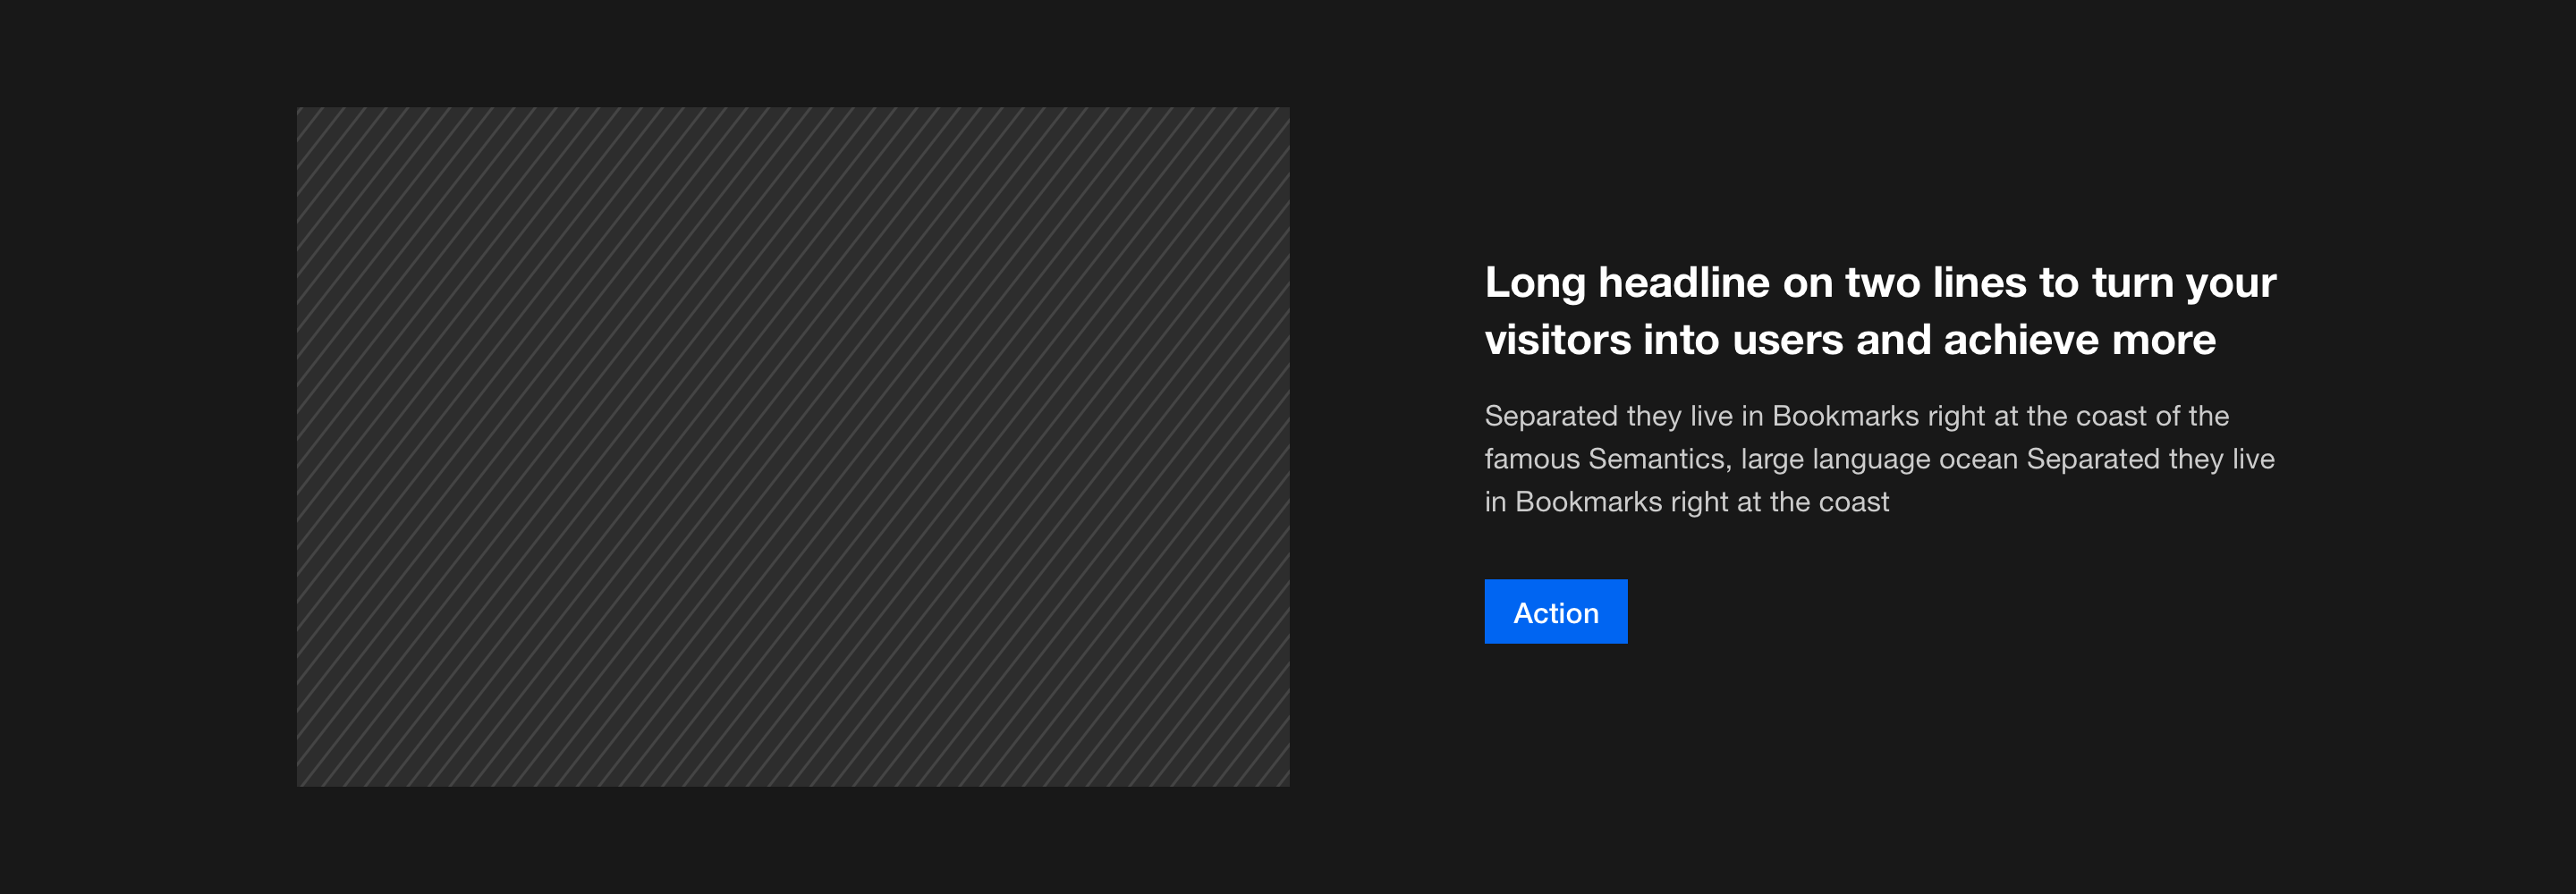 Long headline on two lines to turn your
visitors into users and achieve more
Separated they live in Bookmarks right at the coast of the
famous Semantics, large language ocean Separated they live
in Bookmarks right at the coast
Action